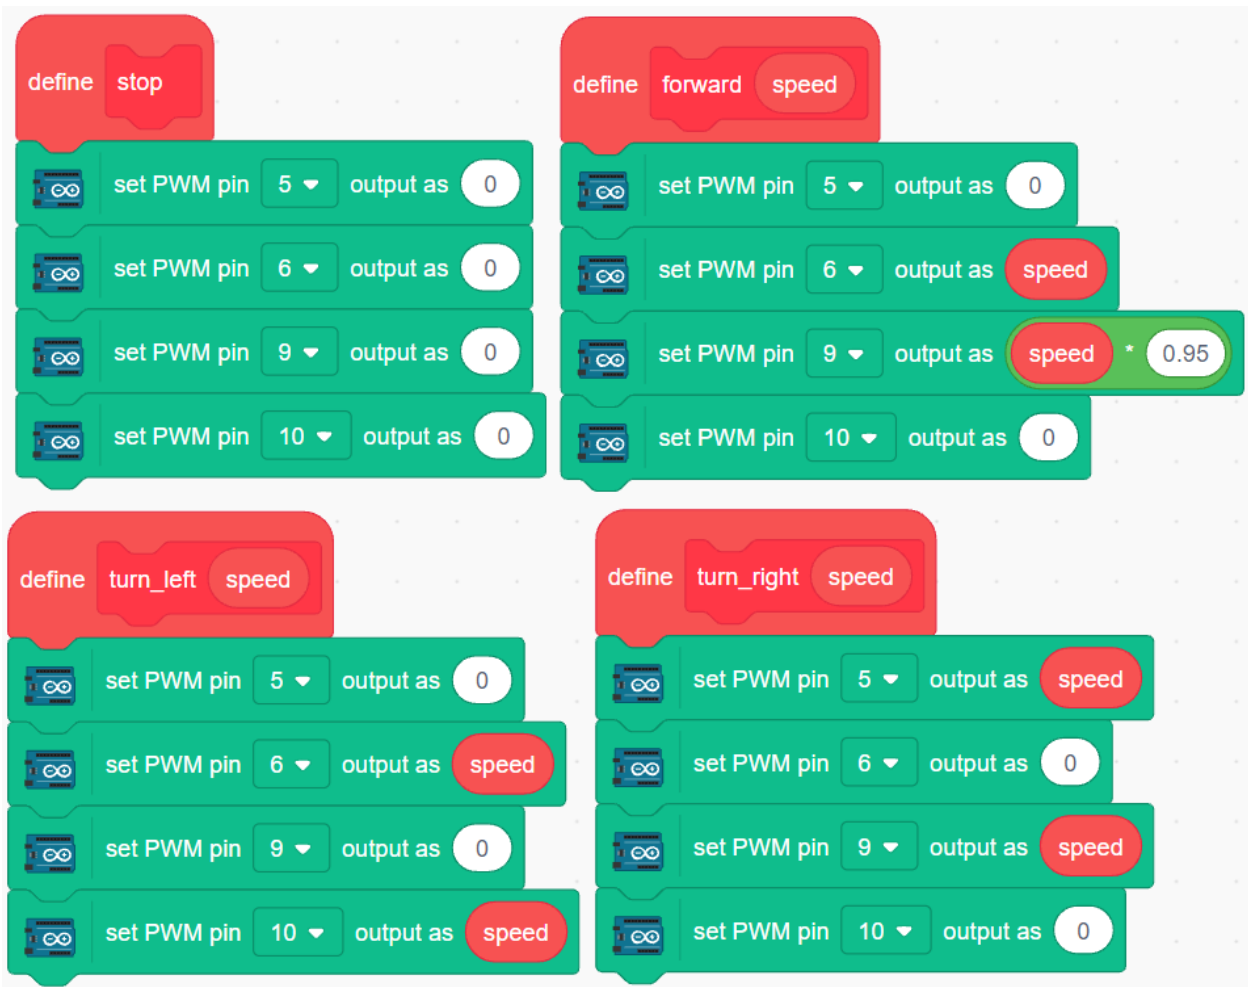 define stop
set PWM pin 5 output as 0
set PWM pin 6 output as 0
set PWM pin 9 output as 0
set PWM pin 10 output as 0
define forward speed
set PWM pin 5 output as 0
set PWM pin 6 output as speed
set PWM pin 9 output as speed * 0.95
set PWM pin 10 output as 0
define turn_left speed
set PWM pin 5 output as 0
set PWM pin 6 output as speed
set PWM pin 9 output as 0
set PWM pin 10 output as speed
define turn_right speed
set PWM pin 5 output as speed
set PWM pin 6 output as 0
set PWM pin 9 output as speed
set PWM pin 10 output as 0